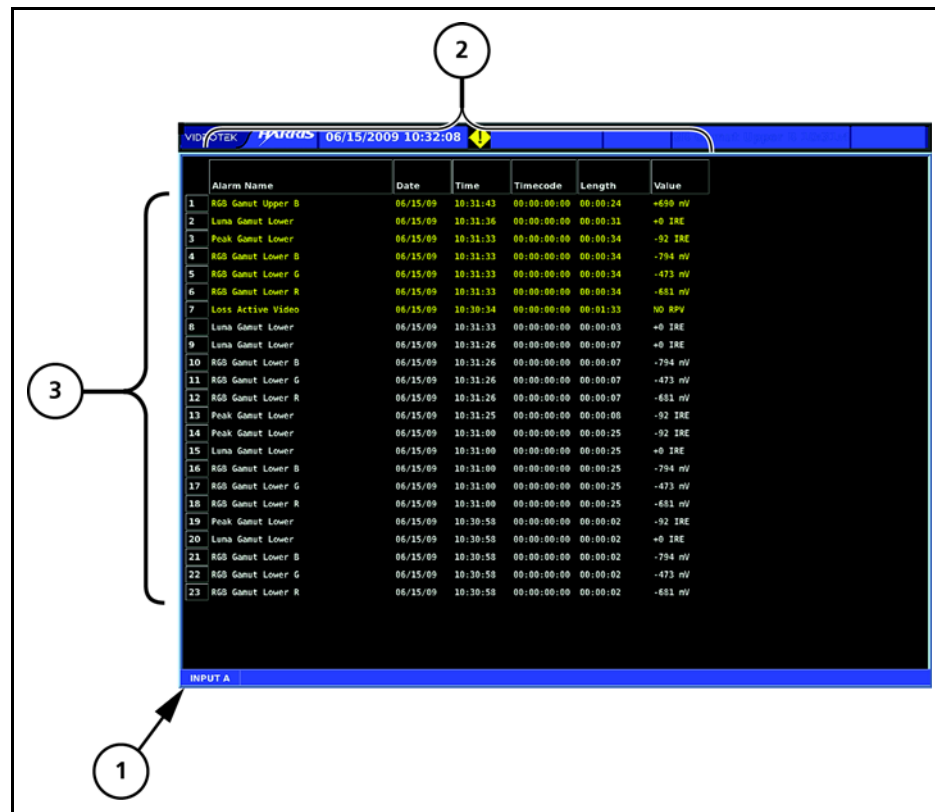 2
VIDEOTEK HARRIS 06/15/2009 10:32:08
Alarm Name Date Time Timecode Length Value
1 RGB Gamut Upper B 06/15/09 10:31:43 00:00:00:00 00:00:24 +690 mV
2 Luma Gamut Lower 06/15/09 10:31:36 00:00:00:00 00:00:31 +0 IRE
3 Peak Gamut Lower 06/15/09 10:31:33 00:00:00:00 00:00:34 -92 IRE
4 RGB Gamut Lower B 06/15/09 10:31:33 00:00:00:00 00:00:34 -794 mV
5 RGB Gamut Lower G 06/15/09 10:31:33 00:00:00:00 00:00:34 -473 mV
6 RGB Gamut Lower R 06/15/09 10:31:33 00:00:00:00 00:00:34 -681 mV
7 Loss Active Video 06/15/09 10:30:34 00:00:00:00 00:01:33 NO RPV
8 Luma Gamut Lower 06/15/09 10:31:33 00:00:00:00 00:00:03 +0 IRE
9 Luma Gamut Lower 06/15/09 10:31:26 00:00:00:00 00:00:07 +0 IRE
10 RGB Gamut Lower B 06/15/09 10:31:26 00:00:00:00 00:00:07 -794 mV
11 RGB Gamut Lower G 06/15/09 10:31:26 00:00:00:00 00:00:07 -473 mV
12 RGB Gamut Lower R 06/15/09 10:31:26 00:00:00:00 00:00:07 -681 mV
13 Peak Gamut Lower 06/15/09 10:31:25 00:00:00:00 00:00:08 -92 IRE
14 Peak Gamut Lower 06/15/09 10:31:00 00:00:00:00 00:00:25 -92 IRE
15 Luma Gamut Lower 06/15/09 10:31:00 00:00:00:00 00:00:25 +0 IRE
16 RGB Gamut Lower B 06/15/09 10:31:00 00:00:00:00 00:00:25 -794 mV
17 RGB Gamut Lower G 06/15/09 10:31:00 00:00:00:00 00:00:25 -473 mV
18 RGB Gamut Lower R 06/15/09 10:31:00 00:00:00:00 00:00:25 -681 mV
19 Peak Gamut Lower 06/15/09 10:30:58 00:00:00:00 00:00:02 -92 IRE
20 Luma Gamut Lower 06/15/09 10:30:58 00:00:00:00 00:00:02 +0 IRE
21 RGB Gamut Lower B 06/15/09 10:30:58 00:00:00:00 00:00:02 -794 mV
22 RGB Gamut Lower G 06/15/09 10:30:58 00:00:00:00 00:00:02 -473 mV
23 RGB Gamut Lower R 06/15/09 10:30:58 00:00:00:00 00:00:02 -681 mV
3
INPUT A
1